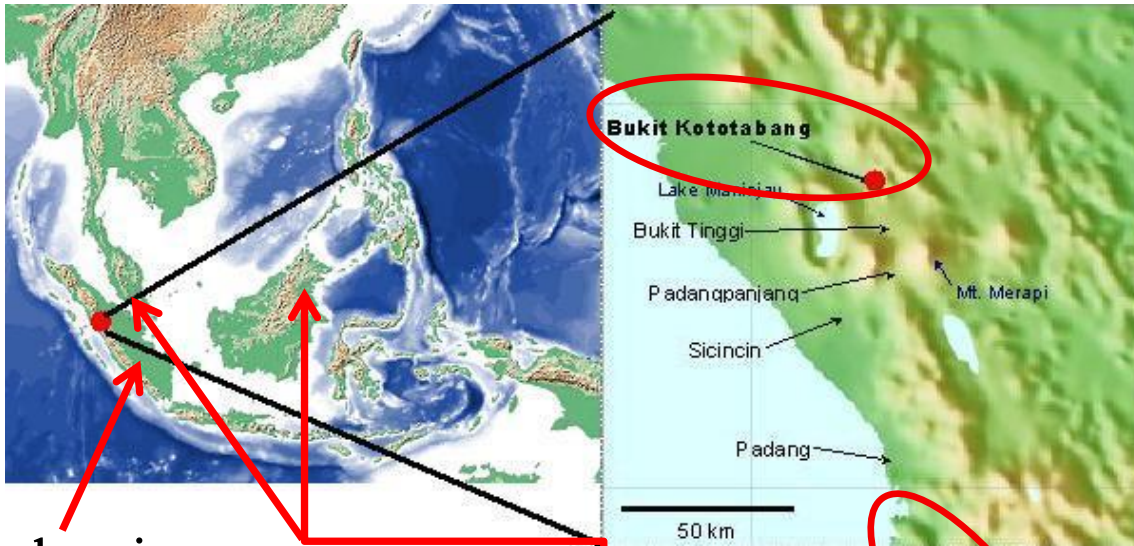 Bukit Kototabang
Lake Maninjau
Bukit Tinggi
Padangpanjang
Mt. Merapi
Sicincin
Padang
50 km